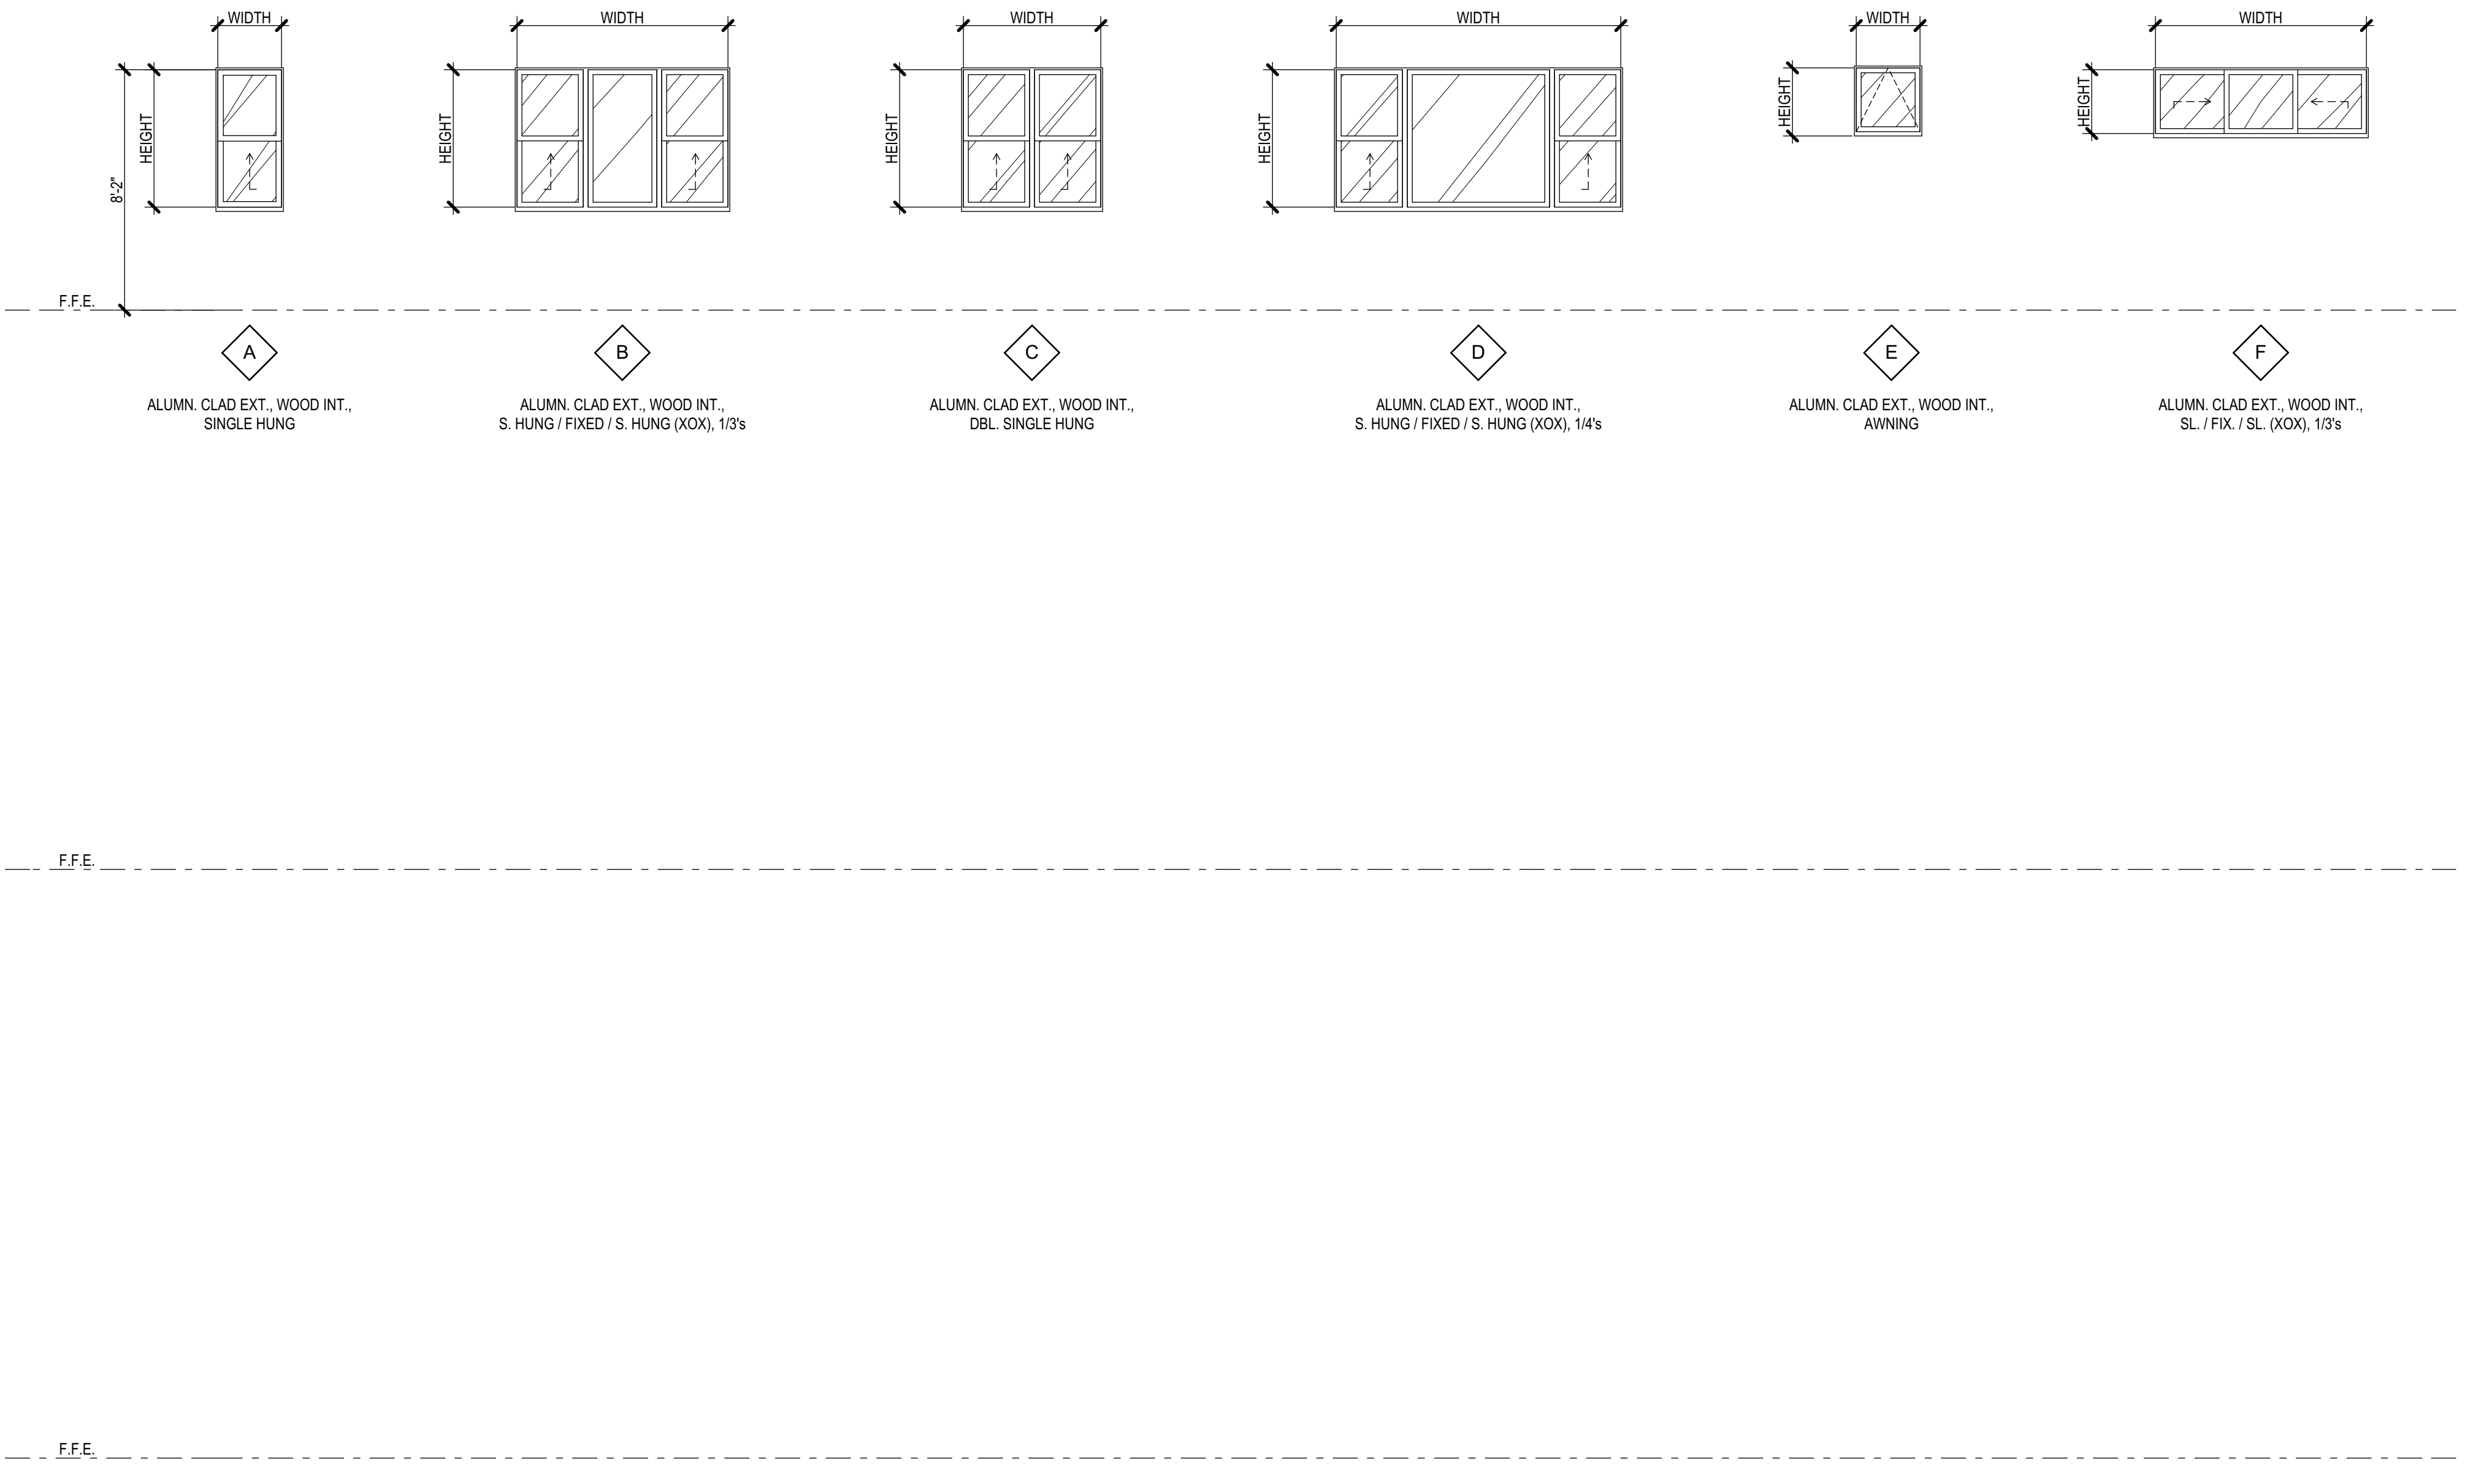 WIDTH
WIDTH
WIDTH
WIDTH
WIDTH
WIDTH
HEIGHT
HEIGHT
HEIGHT
HEIGHT
HEIGHT
HEIGHT
8'-2"
F.F.E.
A
B
C
D
E
F
ALUMN. CLAD EXT., WOOD INT.,
SINGLE HUNG
ALUMN. CLAD EXT., WOOD INT.,
S. HUNG / FIXED / S. HUNG (XOX), 1/3's
ALUMN. CLAD EXT., WOOD INT.,
DBL. SINGLE HUNG
ALUMN. CLAD EXT., WOOD INT.,
S. HUNG / FIXED / S. HUNG (XOX), 1/4's
ALUMN. CLAD EXT., WOOD INT.,
AWNING
ALUMN. CLAD EXT., WOOD INT.,
SL. / FIX. / SL. (XOX), 1/3's
F.F.E.
F.F.E.